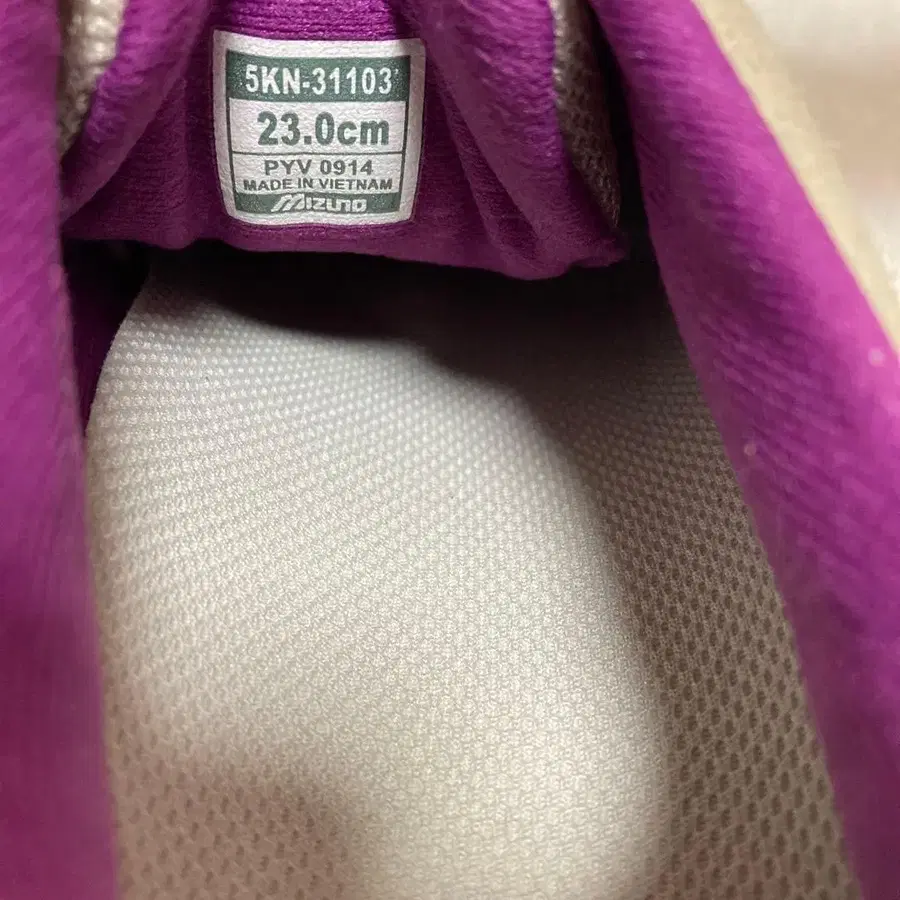 5KN-31103
23.0cm
PYV 0914
MADE IN VIETNAM
MIZUNO